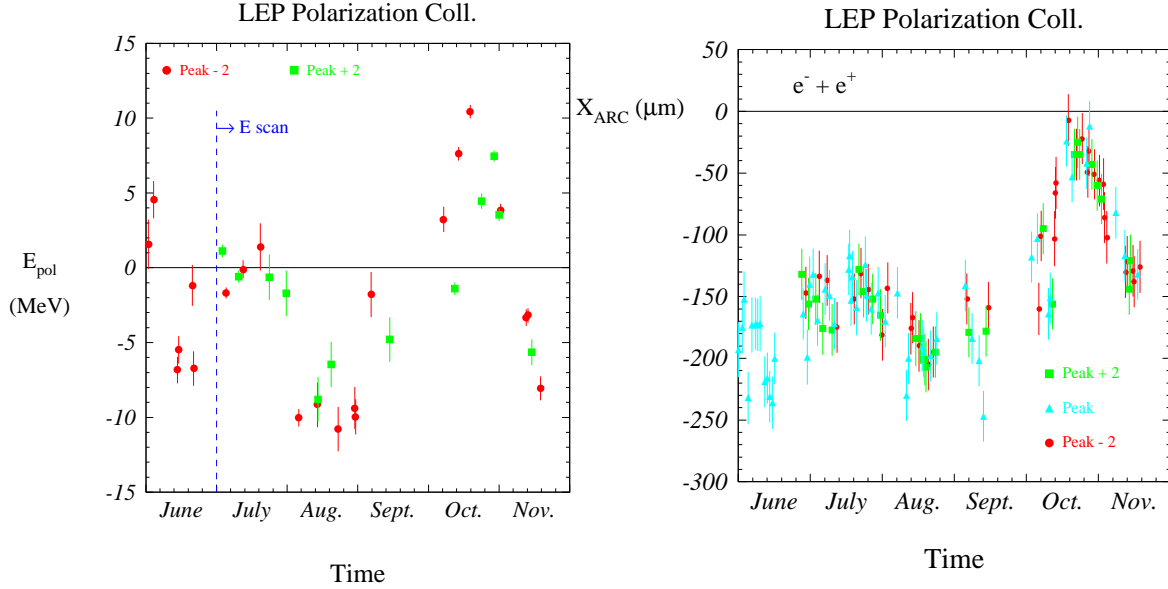 LEP Polarization Coll.
15
10
5
0
-5
-10
-15
E_pol
(MeV)
Peak - 2
Peak + 2
E scan
June
July
Aug.
Sept.
Oct.
Nov.
Time
LEP Polarization Coll.
50
0
-50
-100
-150
-200
-250
-300
X_ARC (μm)
e^- + e^+
Peak + 2
Peak
Peak - 2
June
July
Aug.
Sept.
Oct.
Nov.
Time